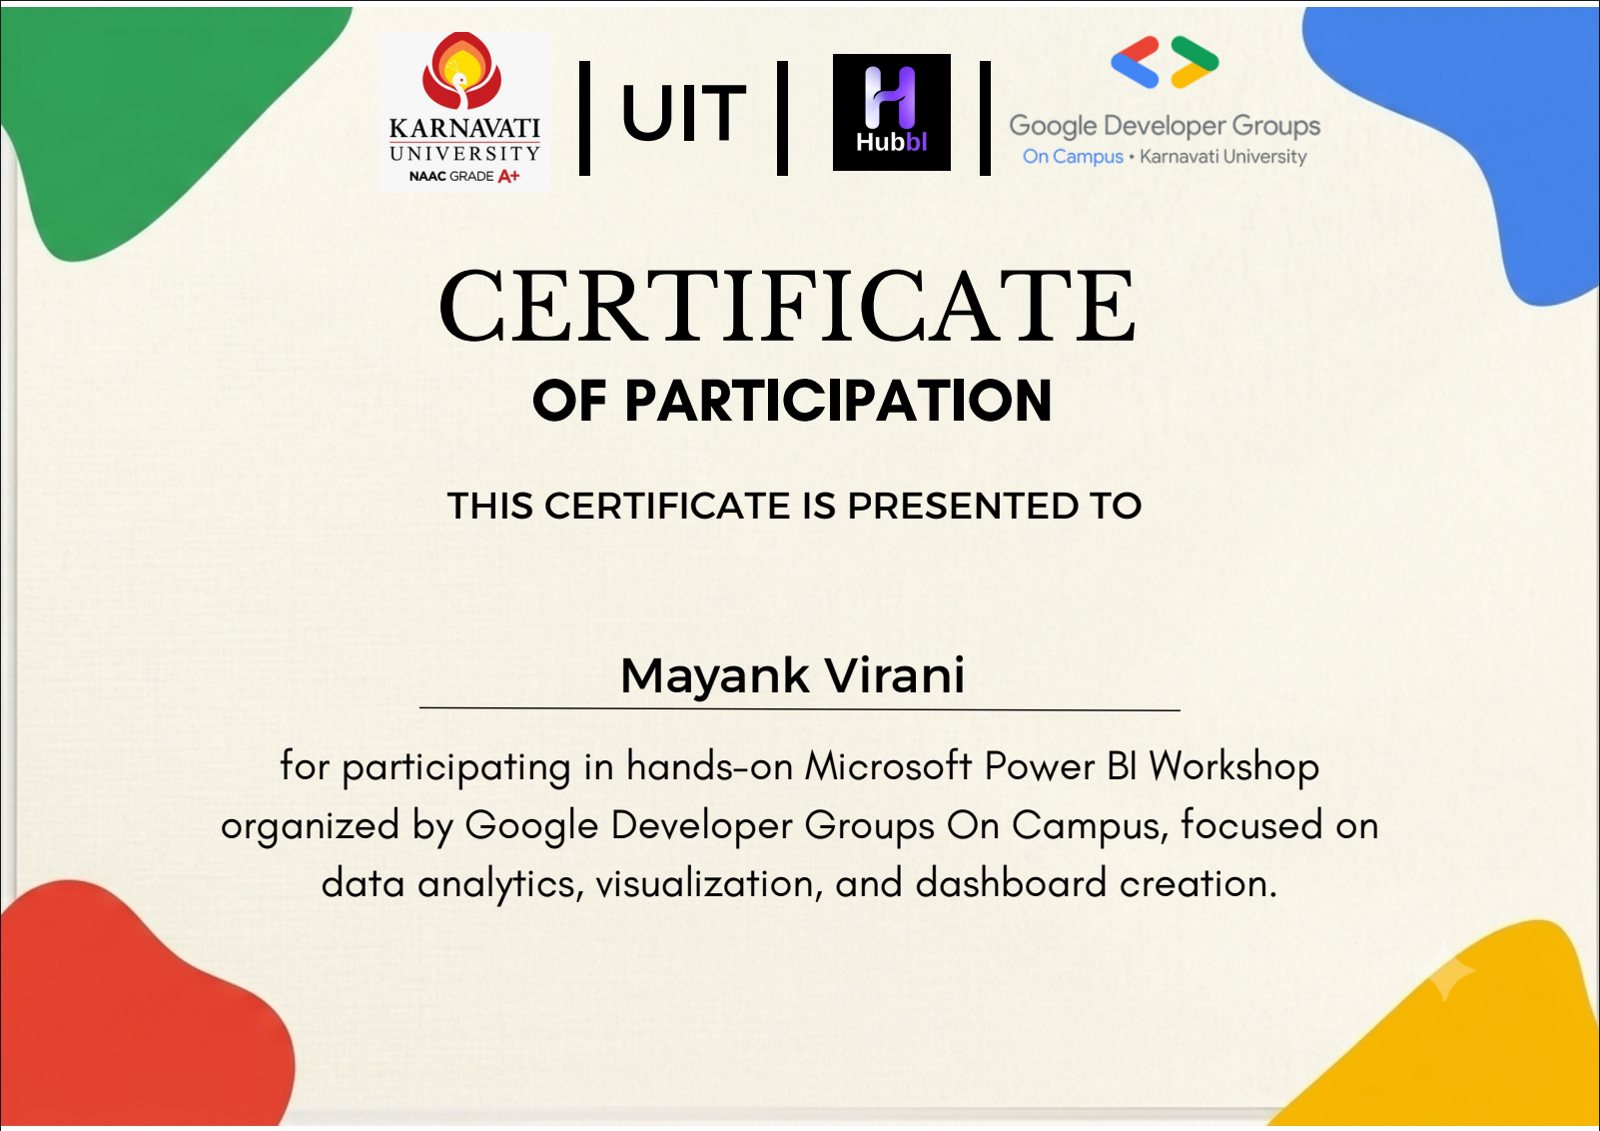 KARNAVATI
UNIVERSITY
NAAC GRADE A+
UIT
H
Hubbl
Google Developer Groups
On Campus • Karnavati University
CERTIFICATE
OF PARTICIPATION
THIS CERTIFICATE IS PRESENTED TO
Mayank Virani
for participating in hands-on Microsoft Power BI Workshop
organized by Google Developer Groups On Campus, focused on
data analytics, visualization, and dashboard creation.